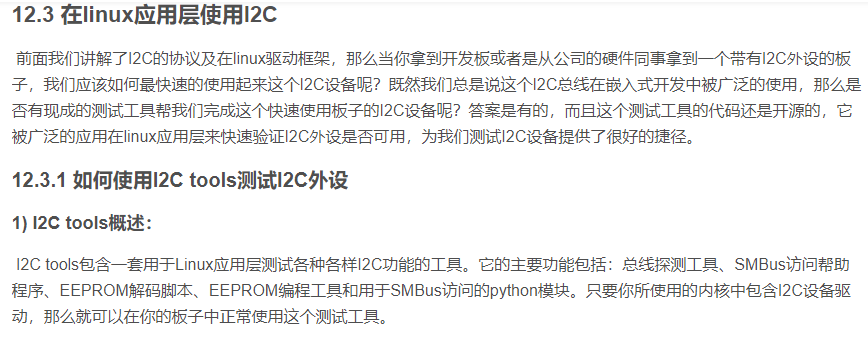 12.3 在linux应用层使用I2C
前面我们讲解了I2C的协议及在linux驱动框架，那么当你拿到开发板或者是从公司的硬件同事拿到一个带有I2C外设的板
子，我们应该如何最快速的使用起来这个I2C设备呢？既然我们总是说这个I2C总线在嵌入式开发中被广泛的使用，那么是
否有现成的测试工具帮我们完成这个快速使用板子的I2C设备呢？答案是有的，而且这个测试工具的代码还是开源的，它
被广泛的应用在linux应用层来快速验证I2C外设是否可用，为我们测试I2C设备提供了很好的捷径。
12.3.1 如何使用I2C tools测试I2C外设
1) I2C tools概述：
I2C tools包含一套用于Linux应用层测试各种各样I2C功能的工具。它的主要功能包括：总线探测工具、SMBus访问帮助
程序、EEPROM解码脚本、EEPROM编程工具和用于SMBus访问的python模块。只要你所使用的内核中包含I2C设备驱
动，那么就可以在你的板子中正常使用这个测试工具。